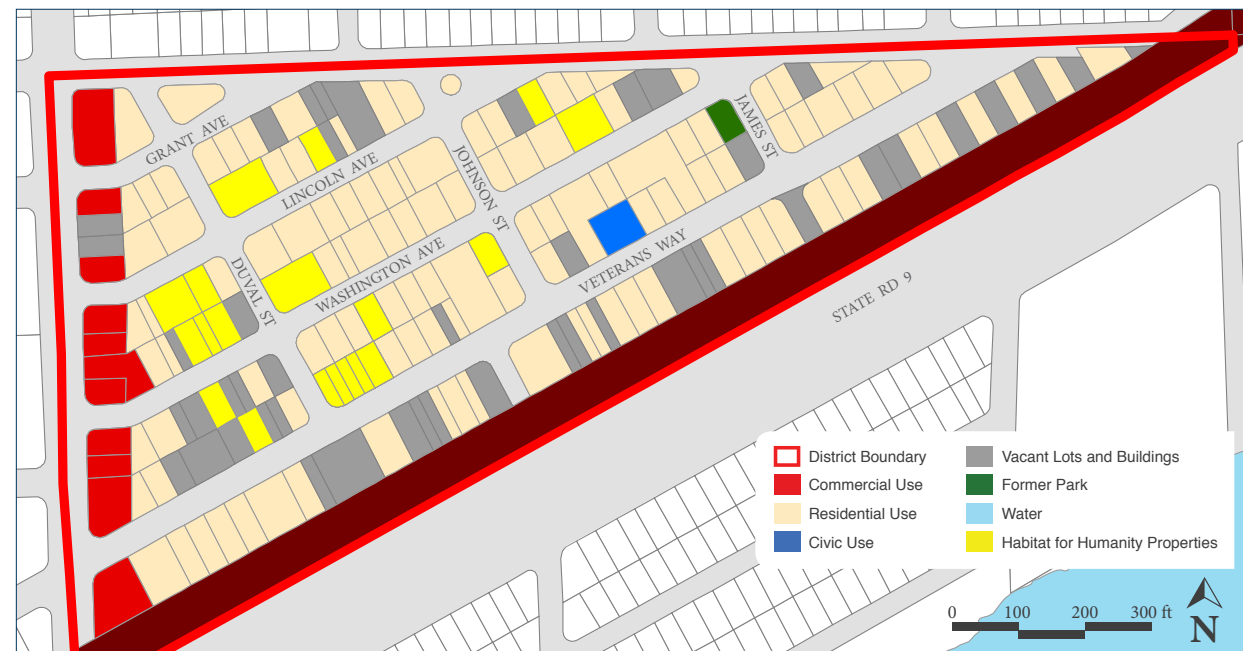 GRANT AVE
LINCOLN AVE
JOHNSON ST
JAMES ST
DUVAL ST
WASHINGTON AVE
VETERANS WAY
STATE RD 9
District Boundary
Commercial Use
Residential Use
Civic Use
Vacant Lots and Buildings
Former Park
Water
Habitat for Humanity Properties
0 100 200 300 ft
N